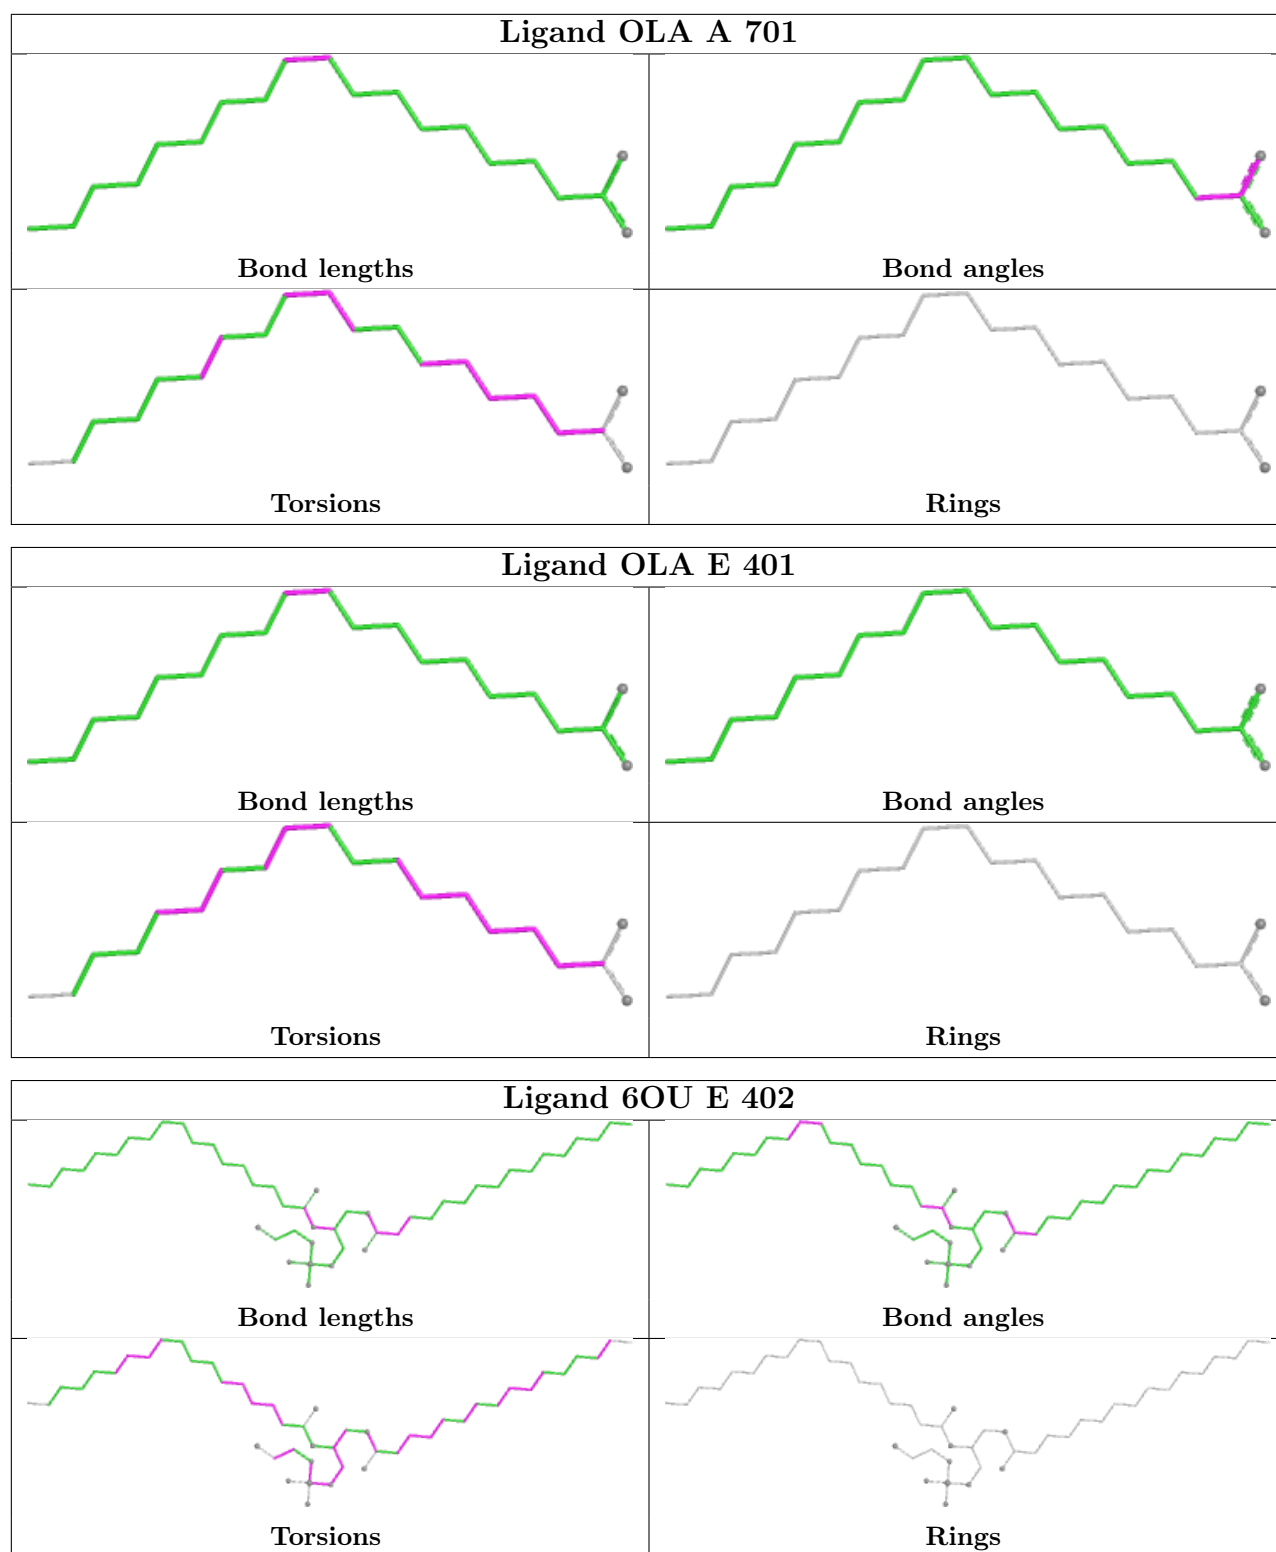 Ligand OLA A 701
Bond lengths
Bond angles
Torsions
Rings
Ligand OLA E 401
Bond lengths
Bond angles
Torsions
Rings
Ligand 6OU E 402
Bond lengths
Bond angles
Torsions
Rings